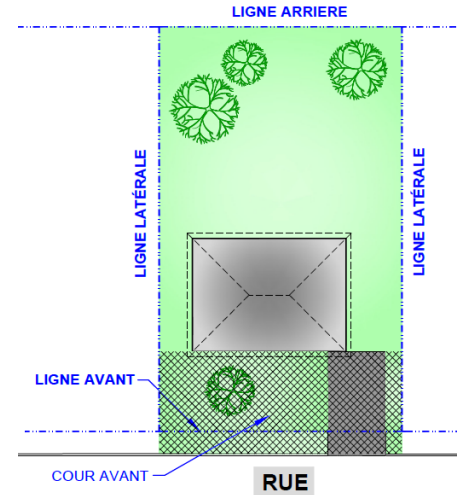 LIGNE ARRIERE
LIGNE LATÉRALE
LIGNE LATÉRALE
LIGNE AVANT
COUR AVANT
RUE